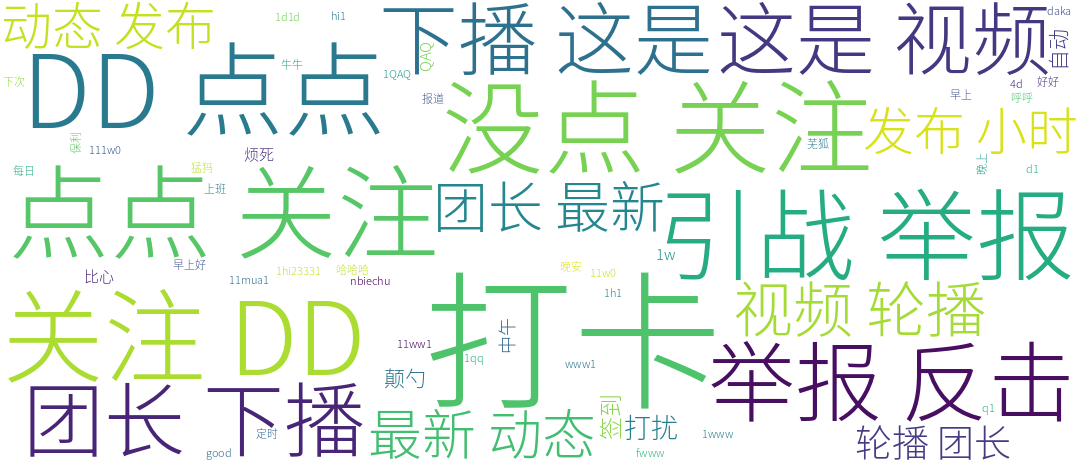 动态 发布
1d1d
hi1
下播 这是
这是 视频
daka
自动
QAQ
DD 点点
牛牛
1QAQ
下次
报道
没点 关注
早上
4d
好好
呼呼
发布 小时
芜狐
保利
111w0
烦死
每日
猛犸
上班
点点 关注
团长 最新
引战 举报
晚上
d1
早上好
比心
11mua1
1hi23331
哈哈哈
nbiechu
晚安
11w0
1w
1h1
关注 DD
打卡
视频 轮播
11ww1
1qq
中午
www1
颠勺
举报 反击
团长 下播
定时
good
最新 动态
签到
打扰
fwww
1www
q1
轮播 团长